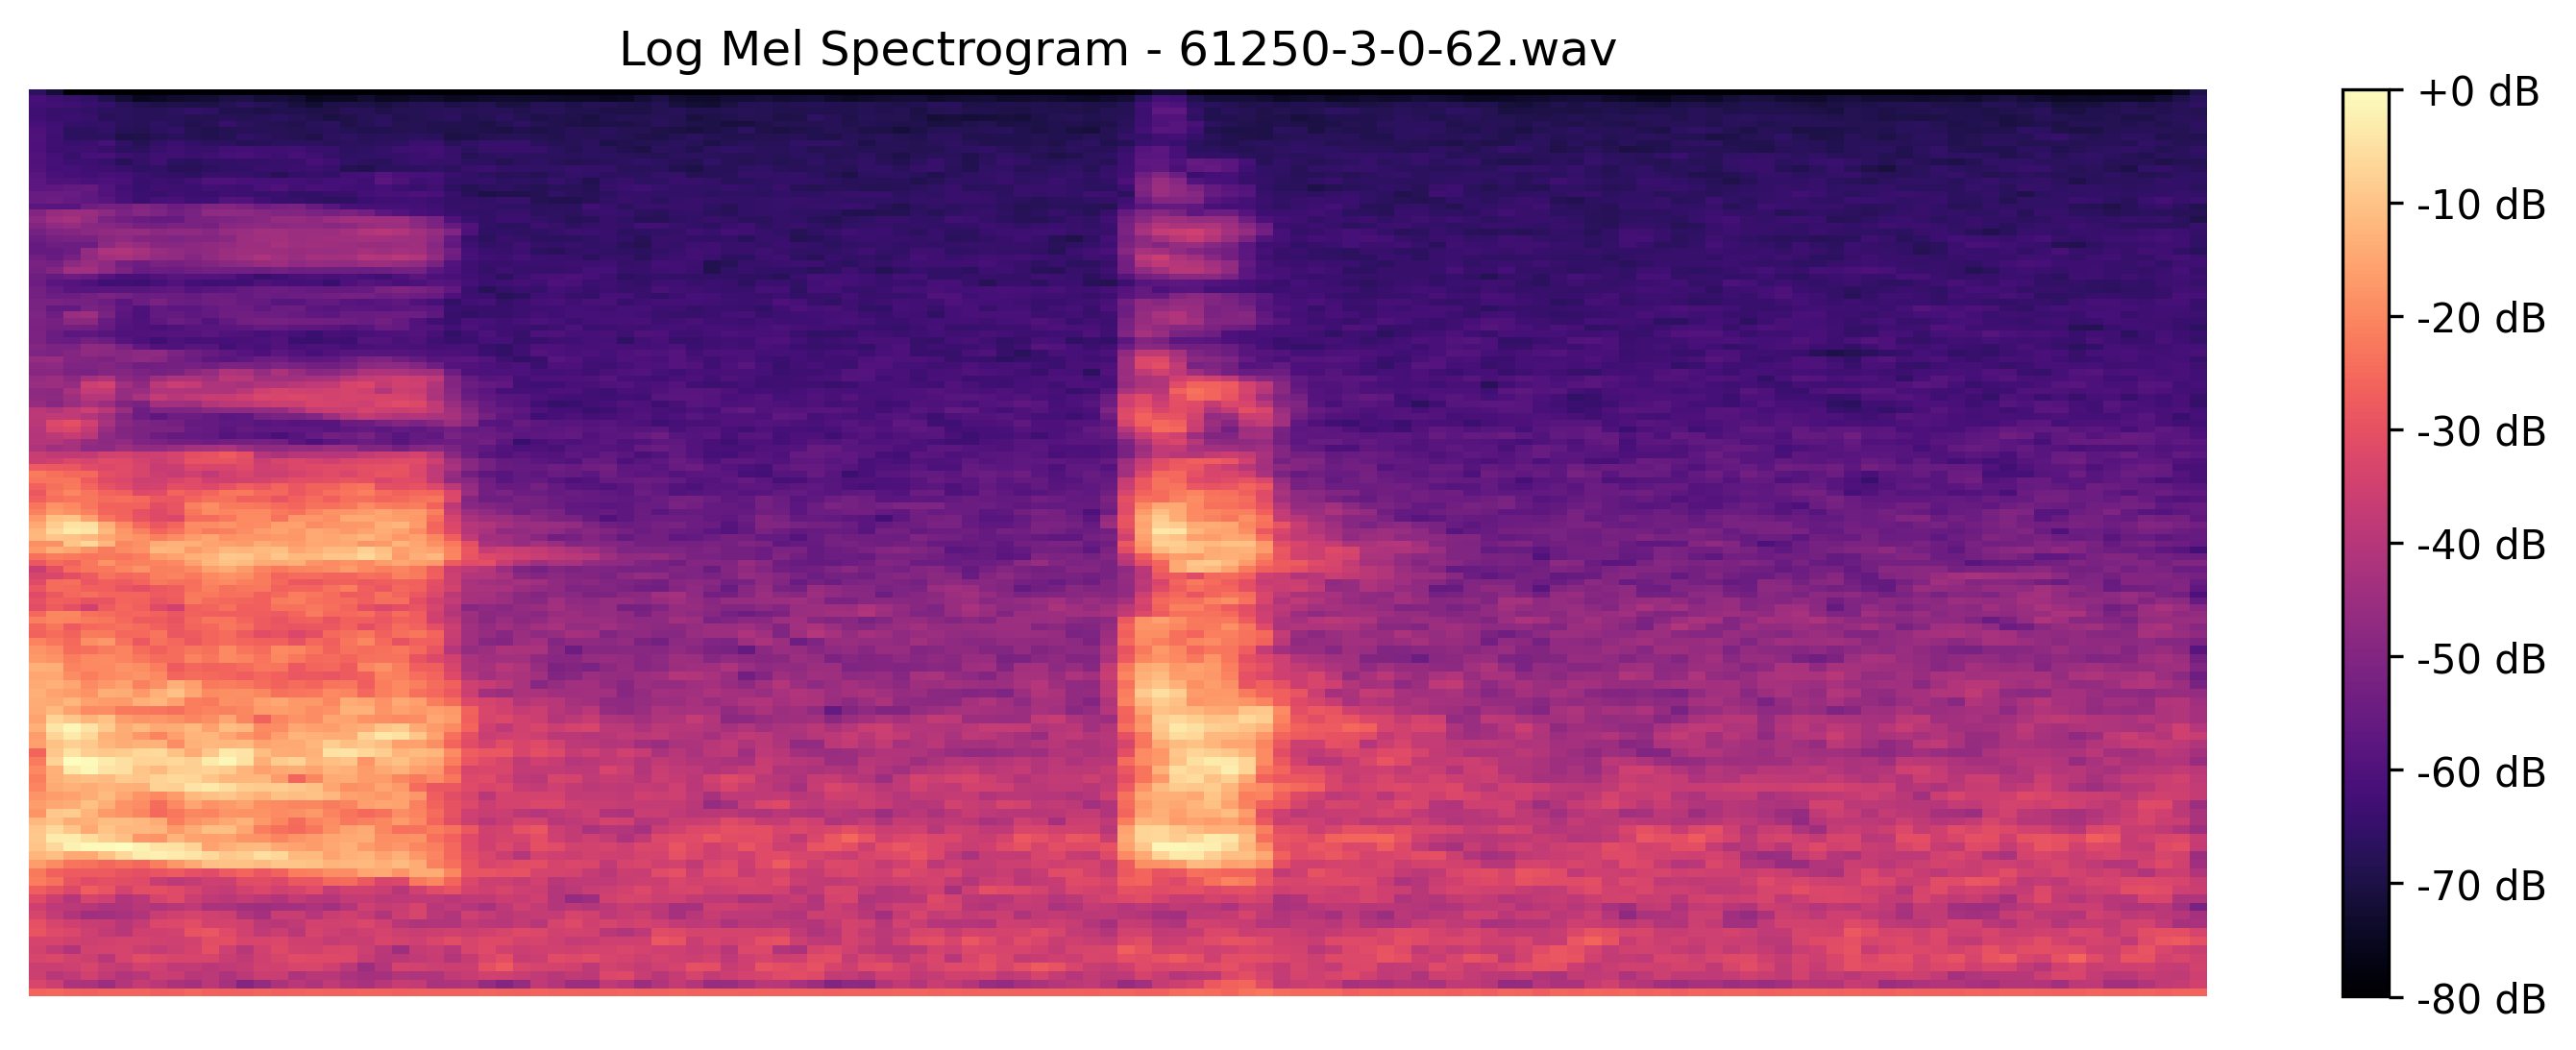 Log Mel Spectrogram - 61250-3-0-62.wav
+0 dB
-10 dB
-20 dB
-30 dB
-40 dB
-50 dB
-60 dB
-70 dB
-80 dB